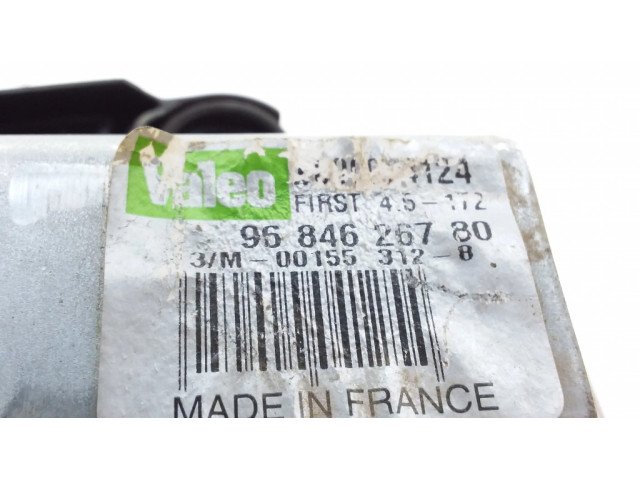 Valeo
FIRST 4.5-172
96 846 267 80
3/M-00155 312-8
MADE IN FRANCE